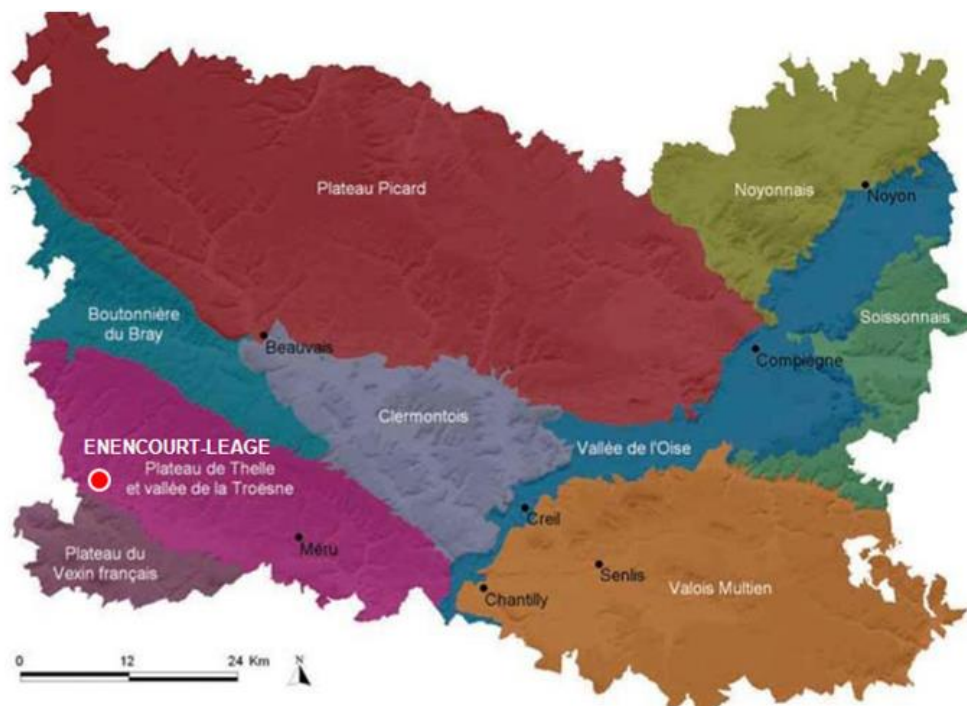 Plateau Picard
Noyonnais
Noyon
Boutonnière
du Bray
Soissonnais
Beauvais
Compiègne
Clermontois
ENENCOURT-LEAGE
Vallée de l'Oise
Plateau de Thelle
et vallée de la Troësne
Creil
Méru
Plateau du
Vexin français
Senlis
Chantilly
Valois Multien
0 12 24 Km
N